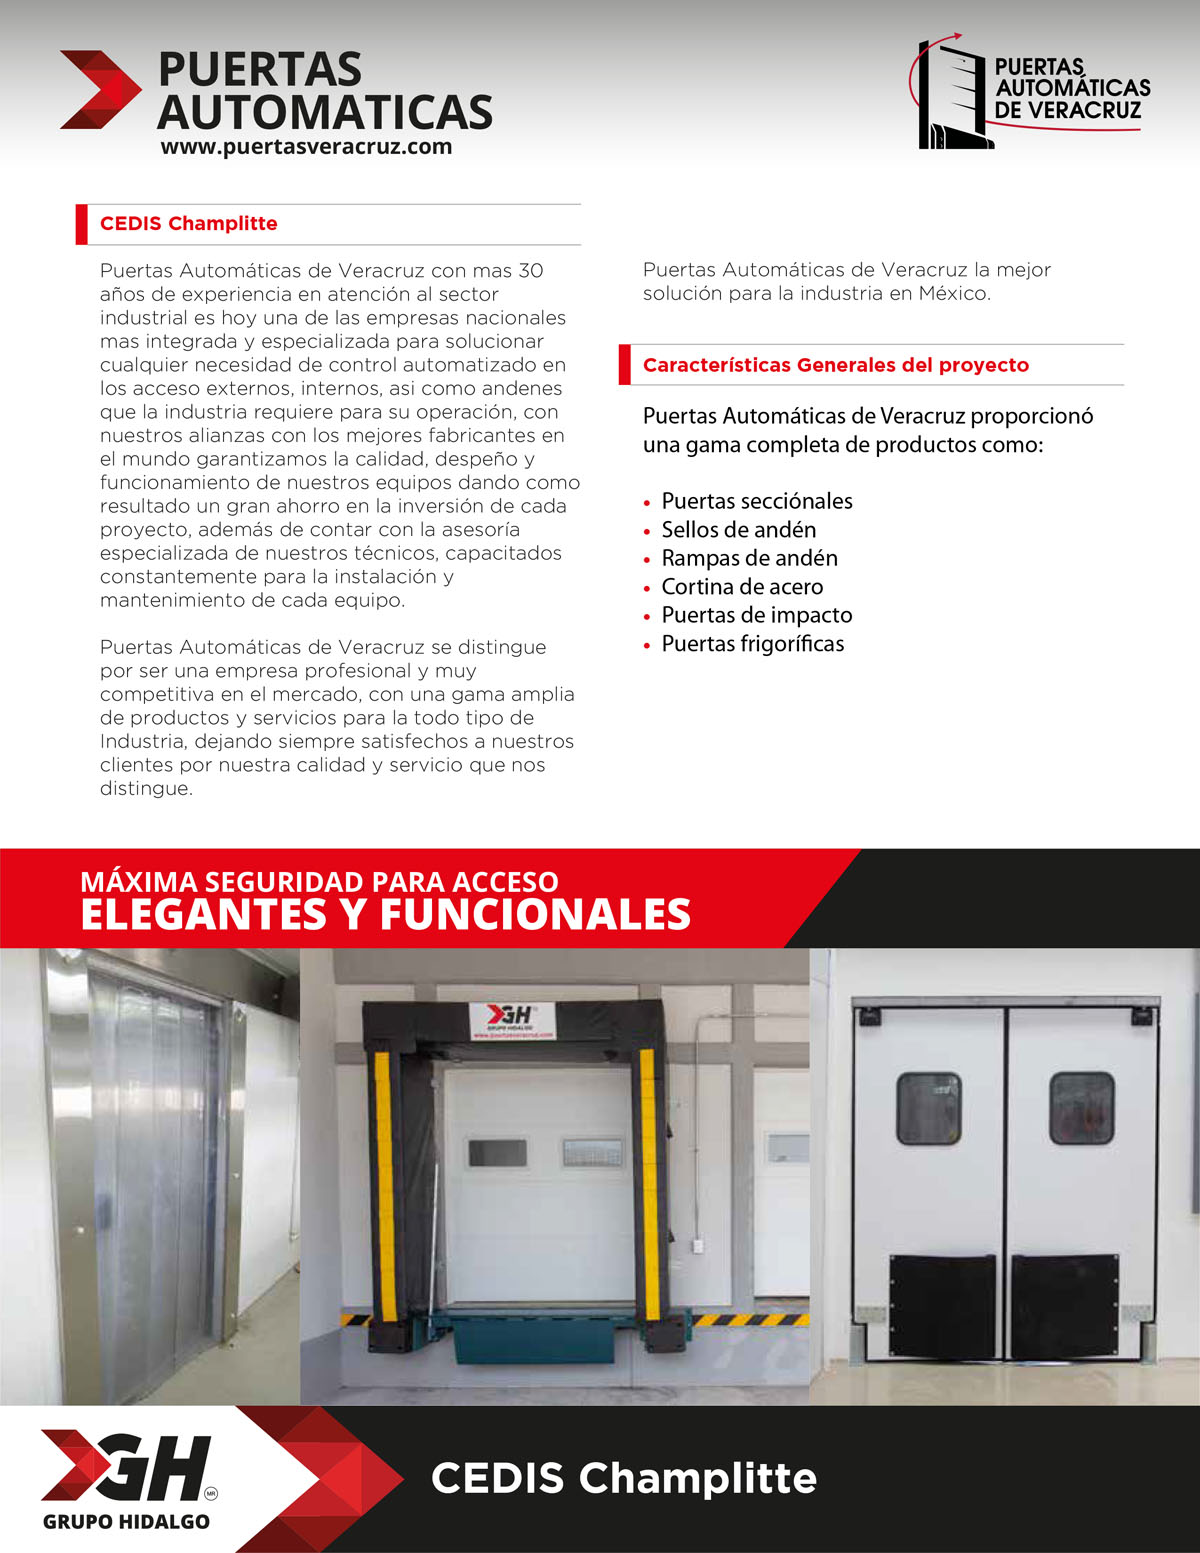 PUERTAS
AUTOMATICAS
www.puertasveracruz.com
PUERTAS
AUTOMÁTICAS
DE VERACRUZ
CEDIS Champlitte
Puertas Automáticas de Veracruz con mas 30
años de experiencia en atención al sector
industrial es hoy una de las empresas nacionales
mas integrada y especializada para solucionar
cualquier necesidad de control automatizado en
los acceso externos, internos, asi como andenes
que la industria requiere para su operación, con
nuestros alianzas con los mejores fabricantes en
el mundo garantizamos la calidad, despeño y
funcionamiento de nuestros equipos dando como
resultado un gran ahorro en la inversión de cada
proyecto, además de contar con la asesoría
especializada de nuestros técnicos, capacitados
constantemente para la instalación y
mantenimiento de cada equipo.
Puertas Automáticas de Veracruz se distingue
por ser una empresa profesional y muy
competitiva en el mercado, con una gama amplia
de productos y servicios para la todo tipo de
Industria, dejando siempre satisfechos a nuestros
clientes por nuestra calidad y servicio que nos
distingue.
Puertas Automáticas de Veracruz la mejor
solución para la industria en México.
Características Generales del proyecto
Puertas Automáticas de Veracruz proporcionó
una gama completa de productos como:
• Puertas secciónales
• Sellos de andén
• Rampas de andén
• Cortina de acero
• Puertas de impacto
• Puertas frigoríficas
MÁXIMA SEGURIDAD PARA ACCESO
ELEGANTES Y FUNCIONALES
GH
GRUPO HIDALGO
www.puertasveracruz.com
GH
MR
GRUPO HIDALGO
CEDIS Champlitte